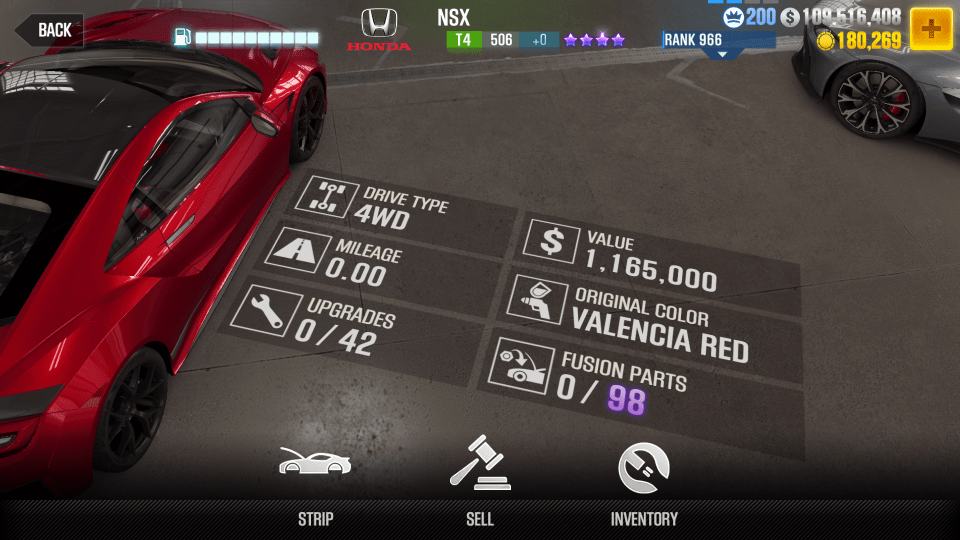 BACK
HONDA
NSX
T4 506 +0
RANK 966
200 $ 109,516,408
180,269
DRIVE TYPE
4WD
MILEAGE
0.00
UPGRADES
0 / 42
$ VALUE
1,165,000
ORIGINAL COLOR
VALENCIA RED
FUSION PARTS
0 / 98
STRIP
SELL
INVENTORY